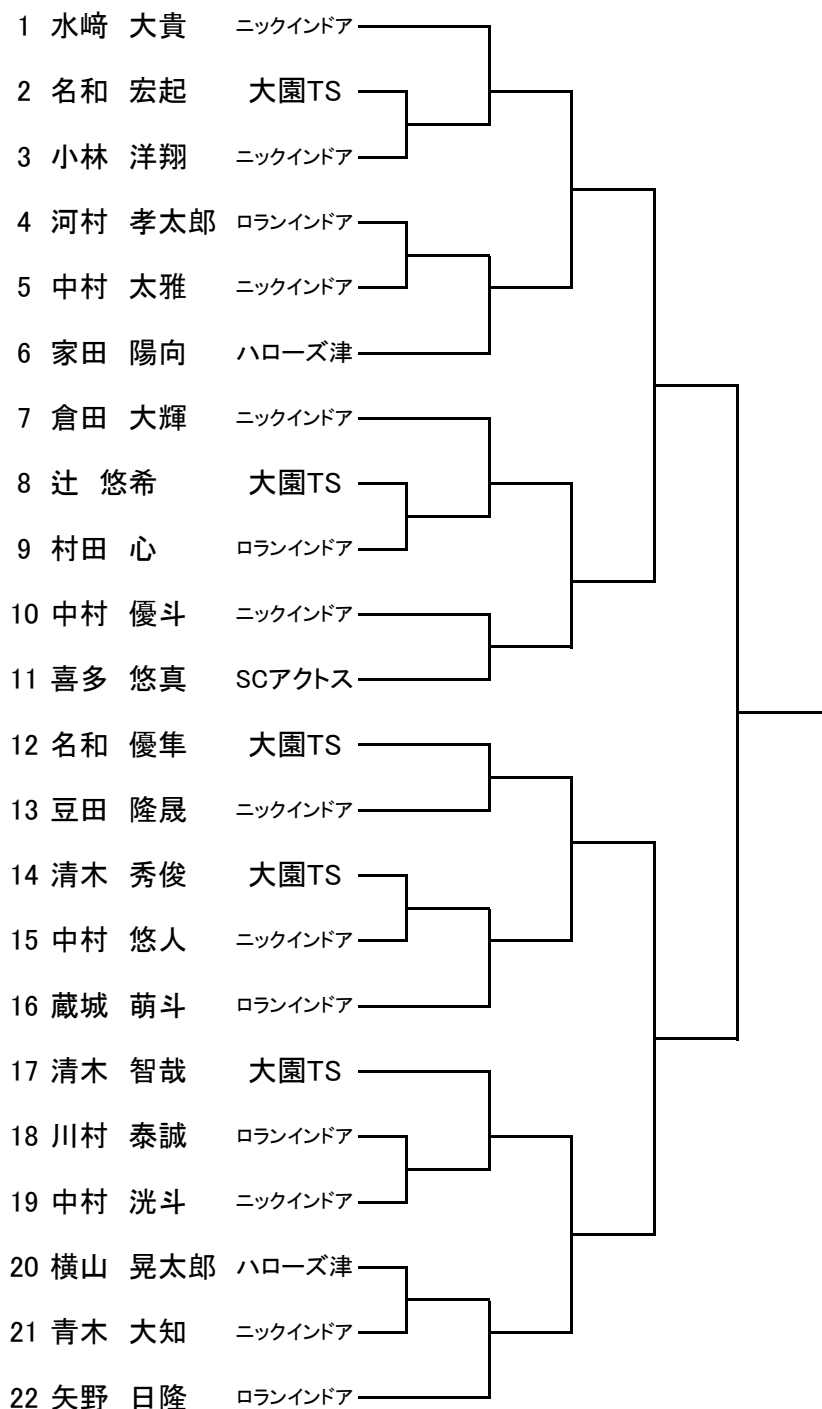 1 水﨑 大貴 ニックインドア
2 名和 宏起 大園TS
3 小林 洋翔 ニックインドア
4 河村 孝太郎 ロランインドア
5 中村 太雅 ニックインドア
6 家田 陽向 ハローズ津
7 倉田 大輝 ニックインドア
8 辻 悠希 大園TS
9 村田 心 ロランインドア
10 中村 優斗 ニックインドア
11 喜多 悠真 SCアクトス
12 名和 優隼 大園TS
13 豆田 隆晟 ニックインドア
14 清木 秀俊 大園TS
15 中村 悠人 ニックインドア
16 蔵城 萌斗 ロランインドア
17 清木 智哉 大園TS
18 川村 泰誠 ロランインドア
19 中村 洸斗 ニックインドア
20 横山 晃太郎 ハローズ津
21 青木 大知 ニックインドア
22 矢野 日隆 ロランインドア